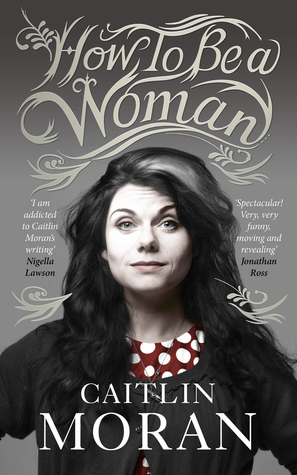 How To Be a
Woman
'I am
addicted
to Caitlin
Moran's
writing'
Nigella
Lawson
'Spectacular!
Very, very
funny,
moving and
revealing'
Jonathan
Ross
CAITLIN
MORAN